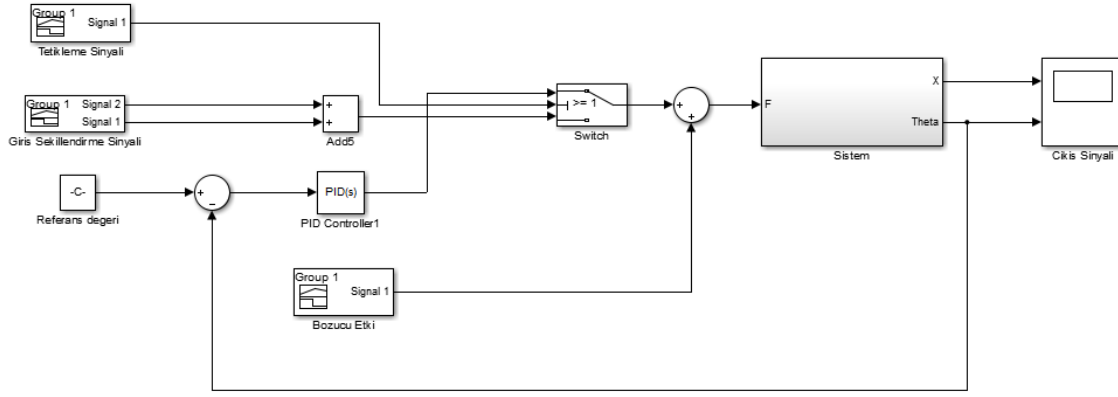 Group 1
Signal 1
Tetikleme Sinyali
Group 1
Signal 2
Signal 1
Giris Sekillendirme Sinyali
+
+
Add5
>= 1
Switch
+
+
F
X
Theta
Sistem
Cikis Sinyali
-C-
Referans degeri
+
−
PID(s)
PID Controller1
Group 1
Signal 1
Bozucu Etki